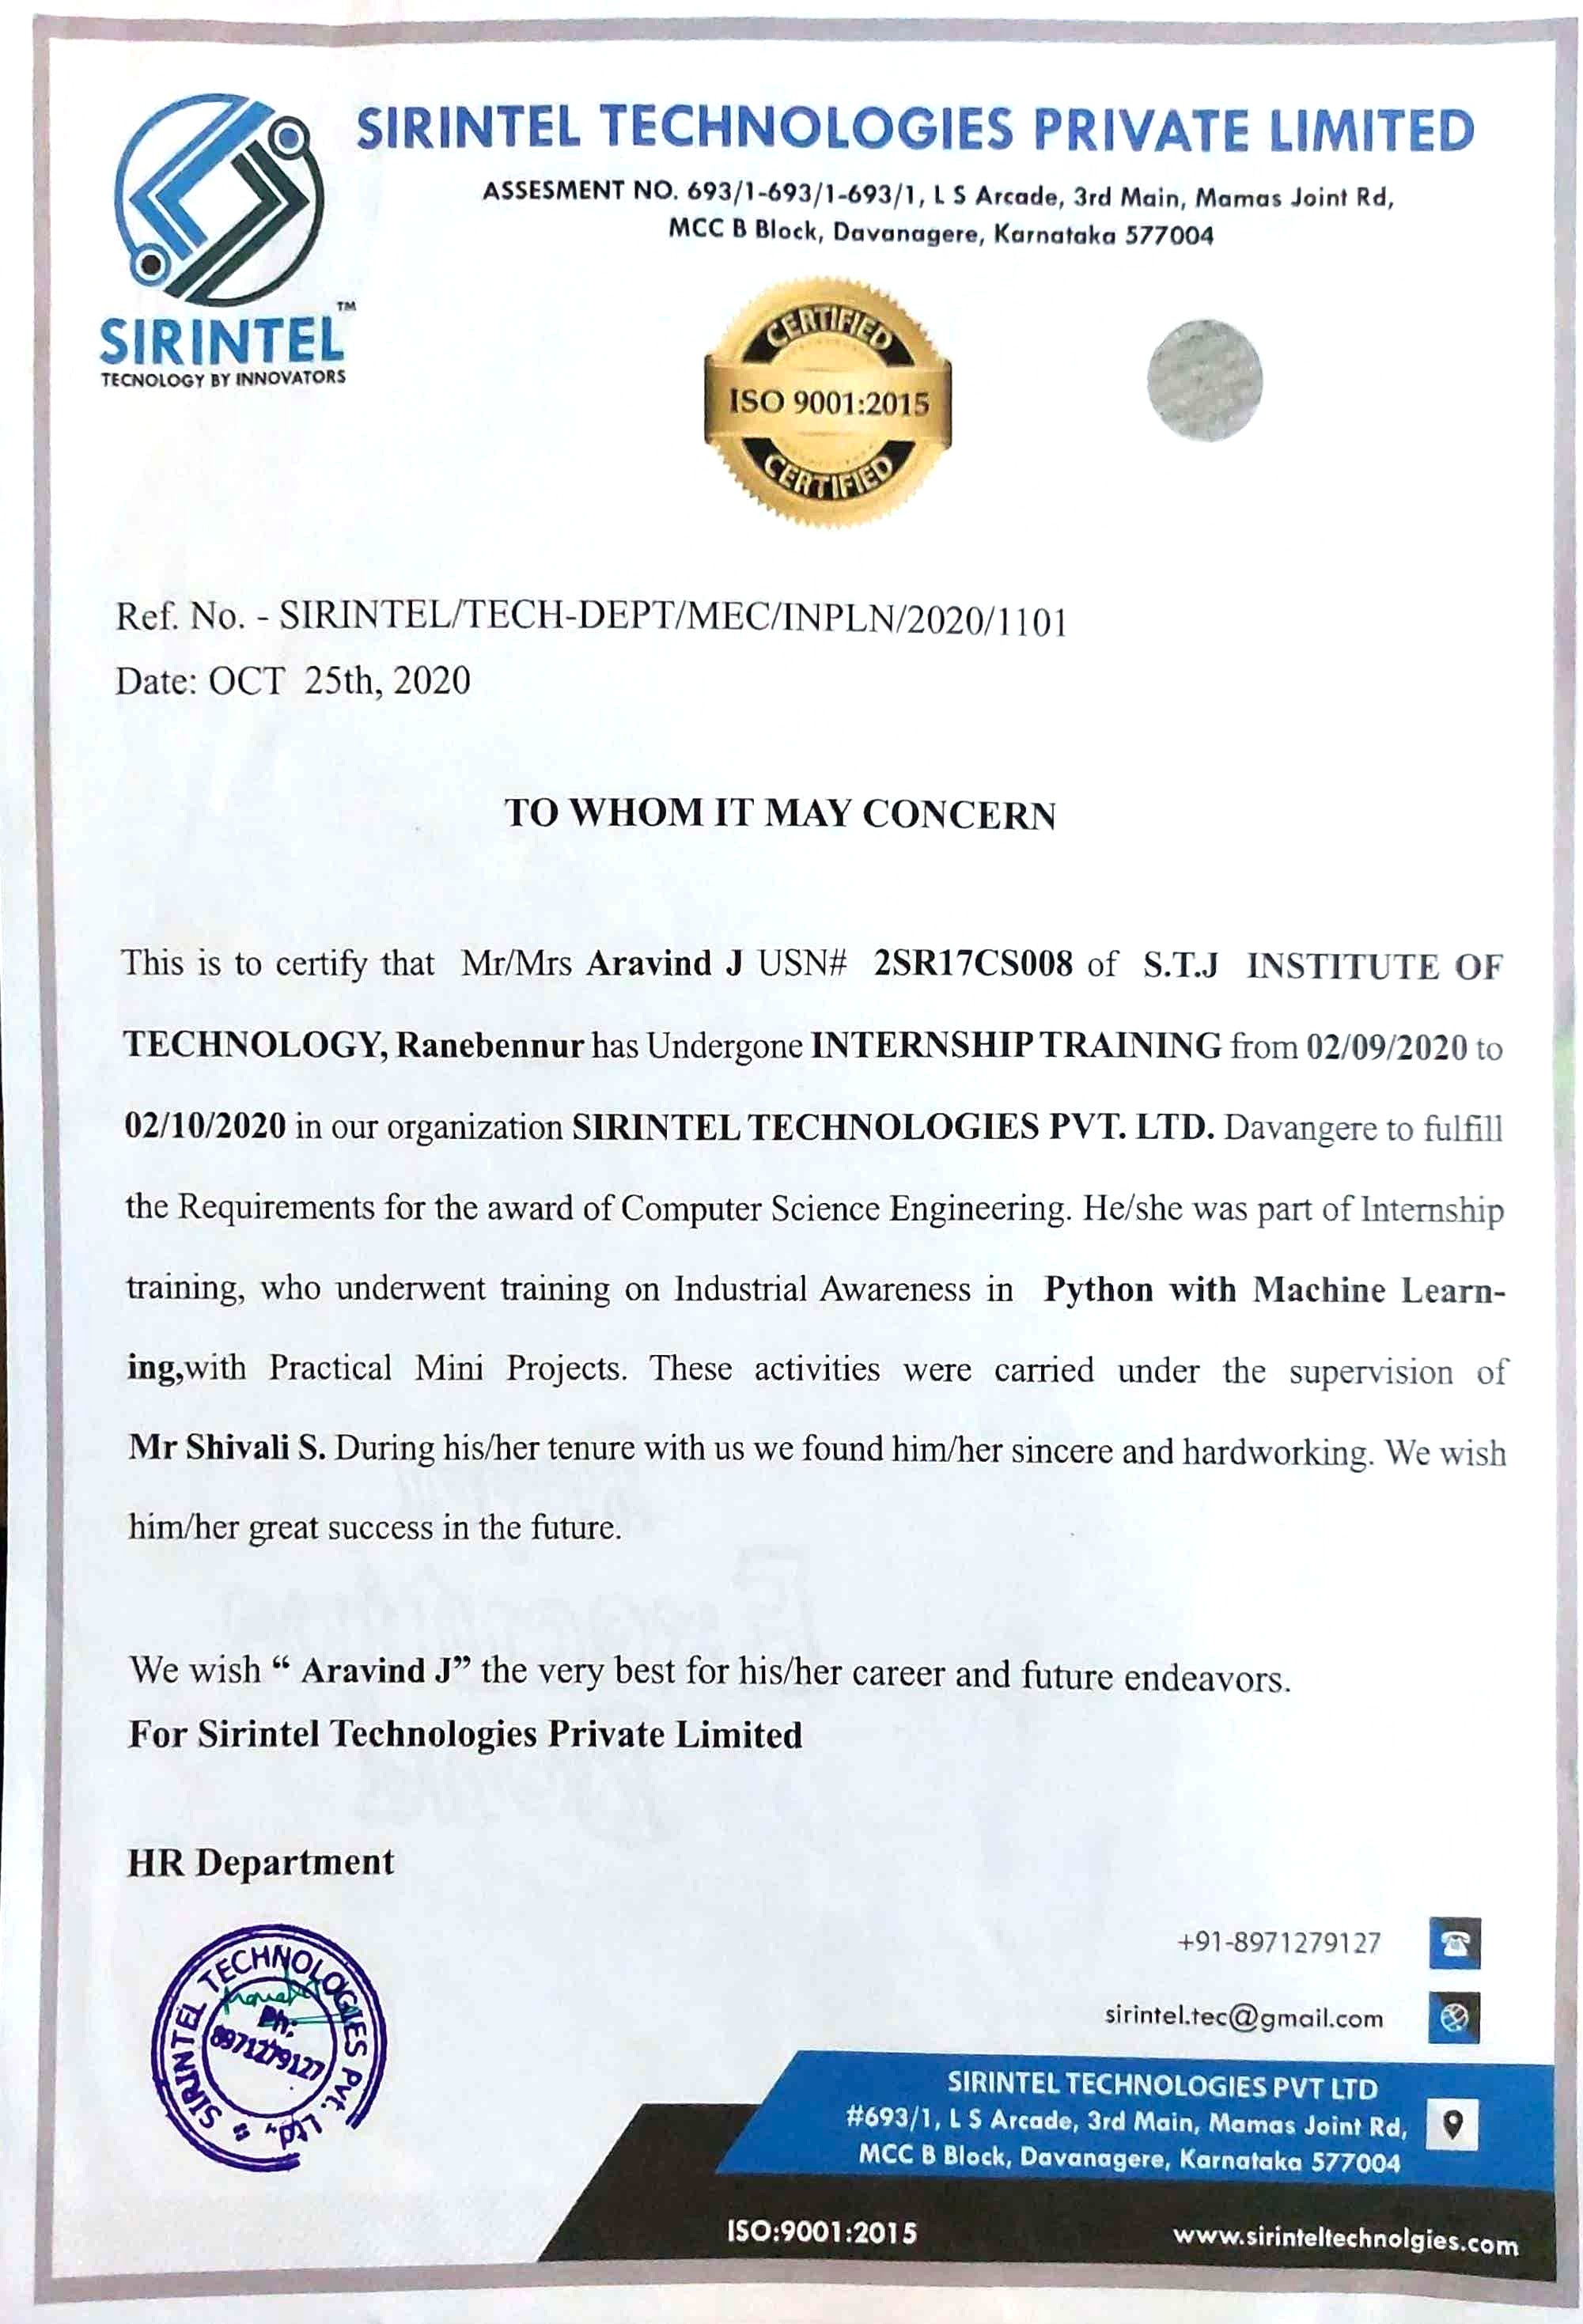 SIRINTEL TECHNOLOGIES PRIVATE LIMITED
ASSESMENT NO. 693/1-693/1-693/1, L S Arcade, 3rd Main, Mamas Joint Rd,
MCC B Block, Davanagere, Karnataka 577004
SIRINTEL™
TECNOLOGY BY INNOVATORS
CERTIFIED
ISO 9001:2015
CERTIFIED
Ref. No. - SIRINTEL/TECH-DEPT/MEC/INPLN/2020/1101
Date: OCT 25th, 2020
TO WHOM IT MAY CONCERN
This is to certify that Mr/Mrs Aravind J USN# 2SR17CS008 of S.T.J INSTITUTE OF
TECHNOLOGY, Ranebennur has Undergone INTERNSHIP TRAINING from 02/09/2020 to
02/10/2020 in our organization SIRINTEL TECHNOLOGIES PVT. LTD. Davangere to fulfill
the Requirements for the award of Computer Science Engineering. He/she was part of Internship
training, who underwent training on Industrial Awareness in Python with Machine Learn-
ing,with Practical Mini Projects. These activities were carried under the supervision of
Mr Shivali S. During his/her tenure with us we found him/her sincere and hardworking. We wish
him/her great success in the future.
We wish “ Aravind J” the very best for his/her career and future endeavors.
For Sirintel Technologies Private Limited
HR Department
SIRINTEL TECHNOLOGIES Pvt. Ltd.,
Ph:
8971279127
+91-8971279127
sirintel.tec@gmail.com
SIRINTEL TECHNOLOGIES PVT LTD
#693/1, L S Arcade, 3rd Main, Mamas Joint Rd,
MCC B Block, Davanagere, Karnataka 577004
ISO:9001:2015
www.sirinteltechnolgies.com